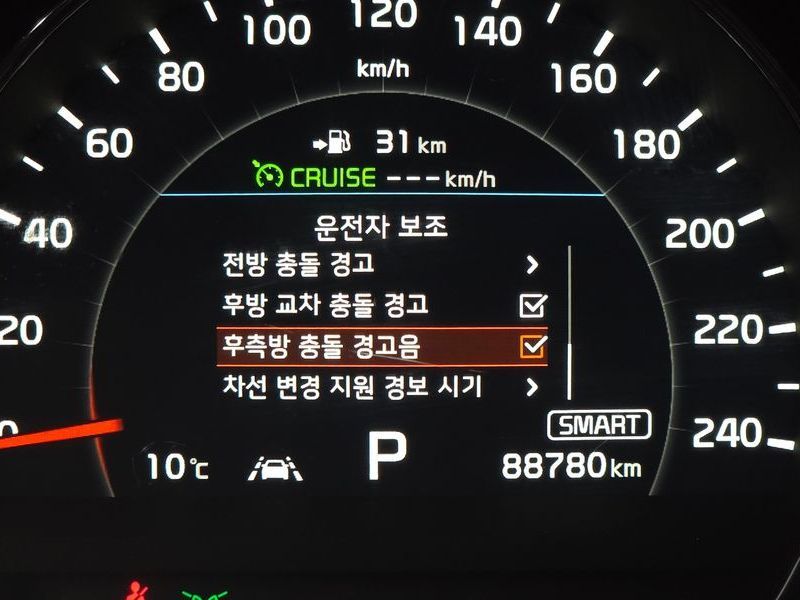 120
100
140
80
km/h
160
60
31 km
180
CRUISE ---km/h
40
운전자 보조
200
전방 충돌 경고
후방 교차 충돌 경고
20
220
후측방 충돌 경고음
차선 변경 지원 경보 시기
SMART
240
0
10℃
P
88780km